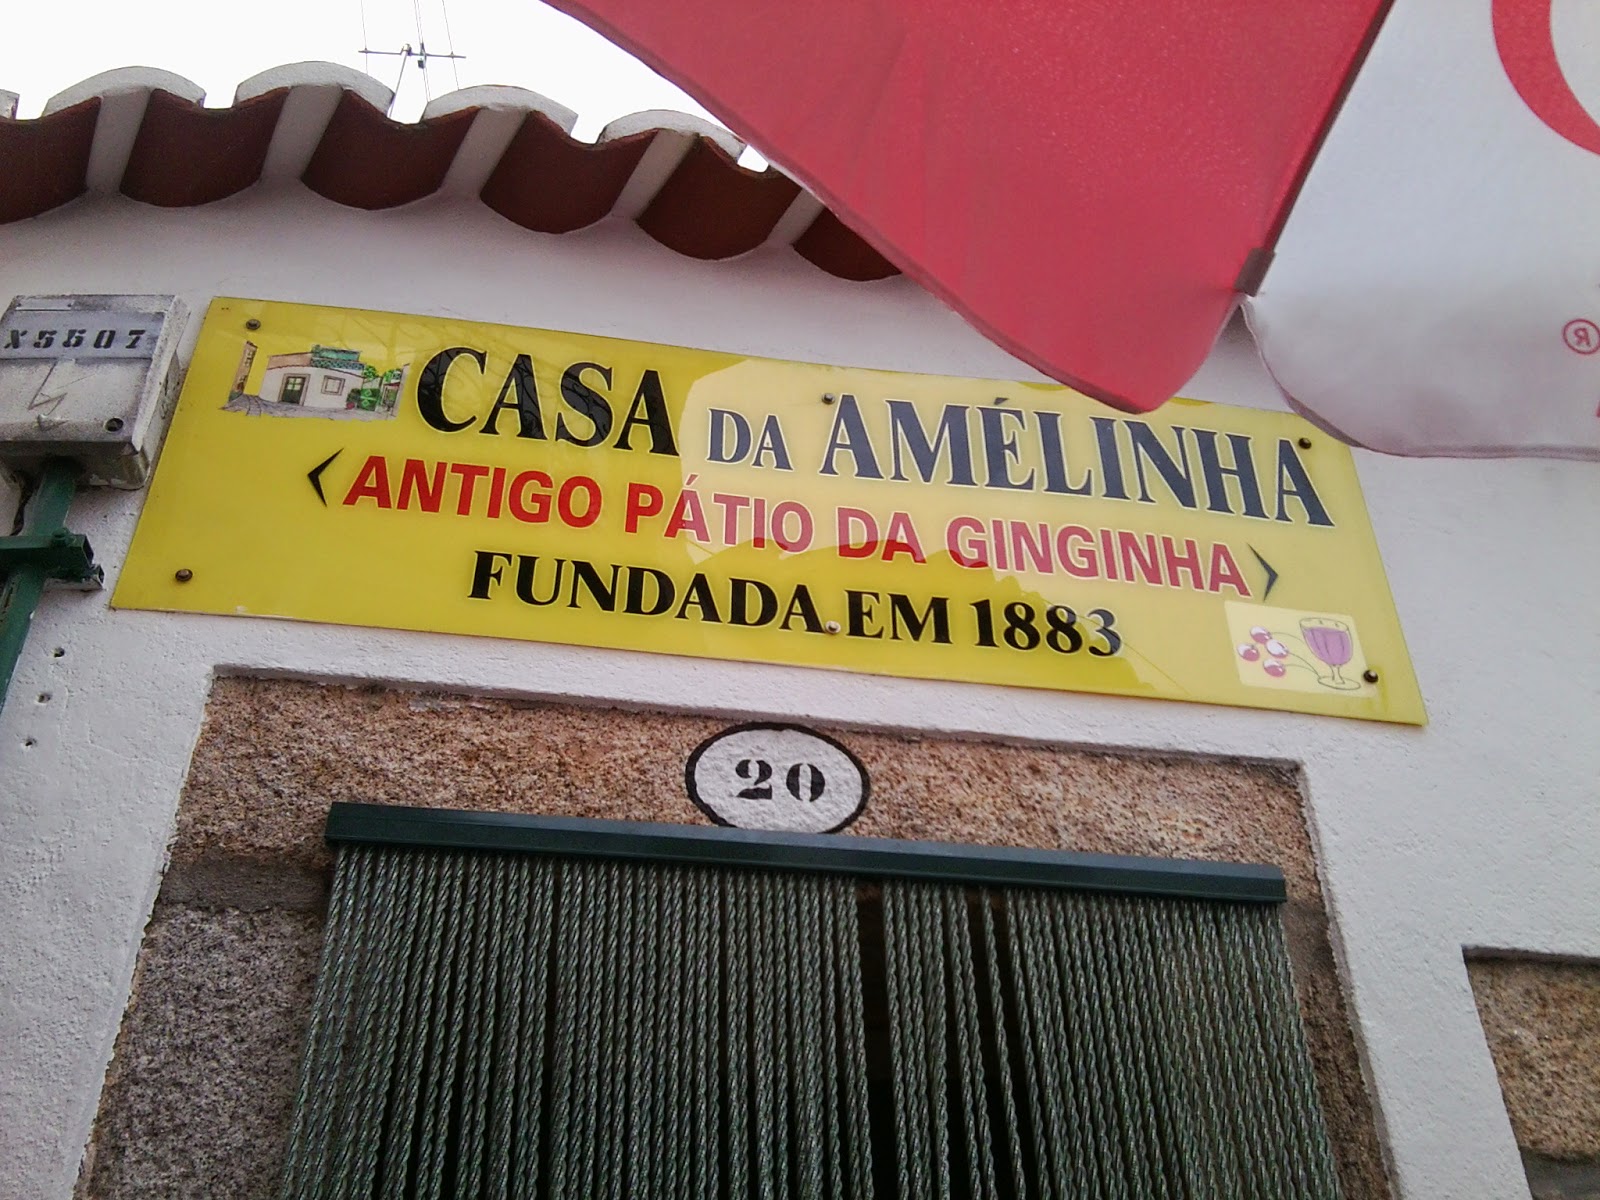 X5507
CASA DA AMÉLINHA
<ANTIGO PÁTIO DA GINGINHA>
FUNDADA.EM 1883
20
®